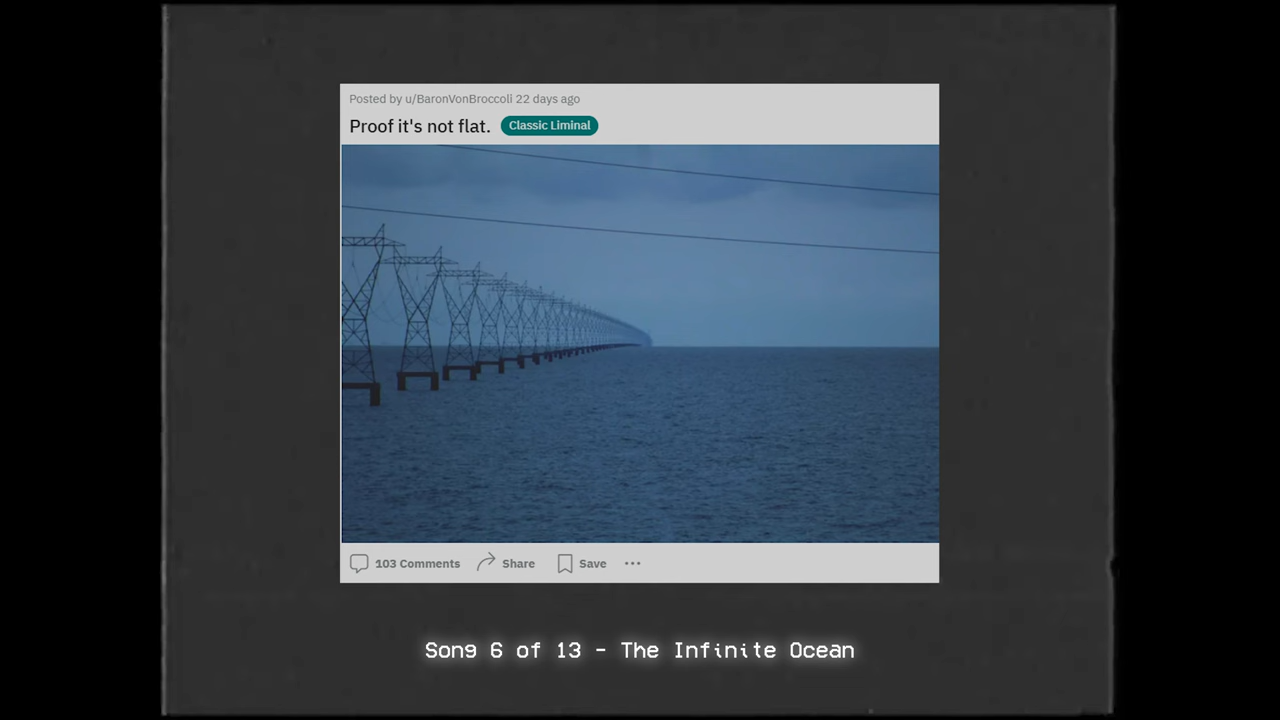 Posted by u/BaronVonBroccoli 22 days ago
Proof it's not flat. Classic Liminal
103 Comments Share Save
Song 6 of 13 - The Infinite Ocean